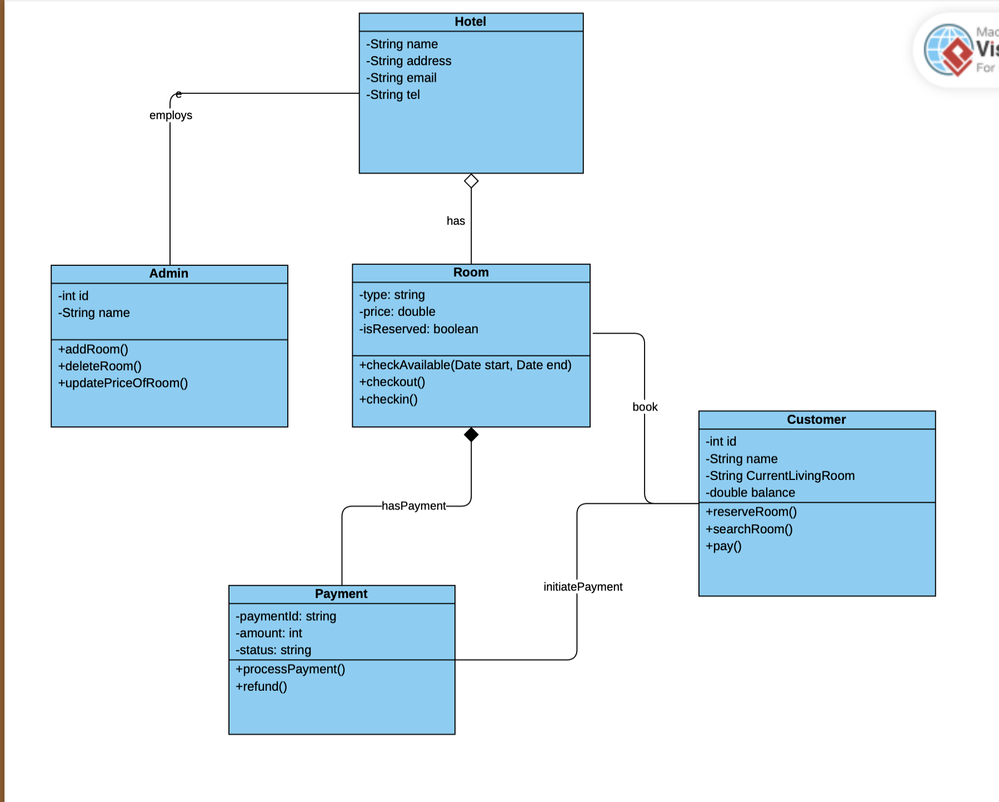 Hotel
-String name
-String address
-String email
-String tel
e
employs
has
Admin
-int id
-String name
+addRoom()
+deleteRoom()
+updatePriceOfRoom()
Room
-type: string
-price: double
-isReserved: boolean
+checkAvailable(Date start, Date end)
+checkout()
+checkin()
book
Customer
-int id
-String name
-String CurrentLivingRoom
-double balance
+reserveRoom()
+searchRoom()
+pay()
hasPayment
initiatePayment
Payment
-paymentId: string
-amount: int
-status: string
+processPayment()
+refund()
For